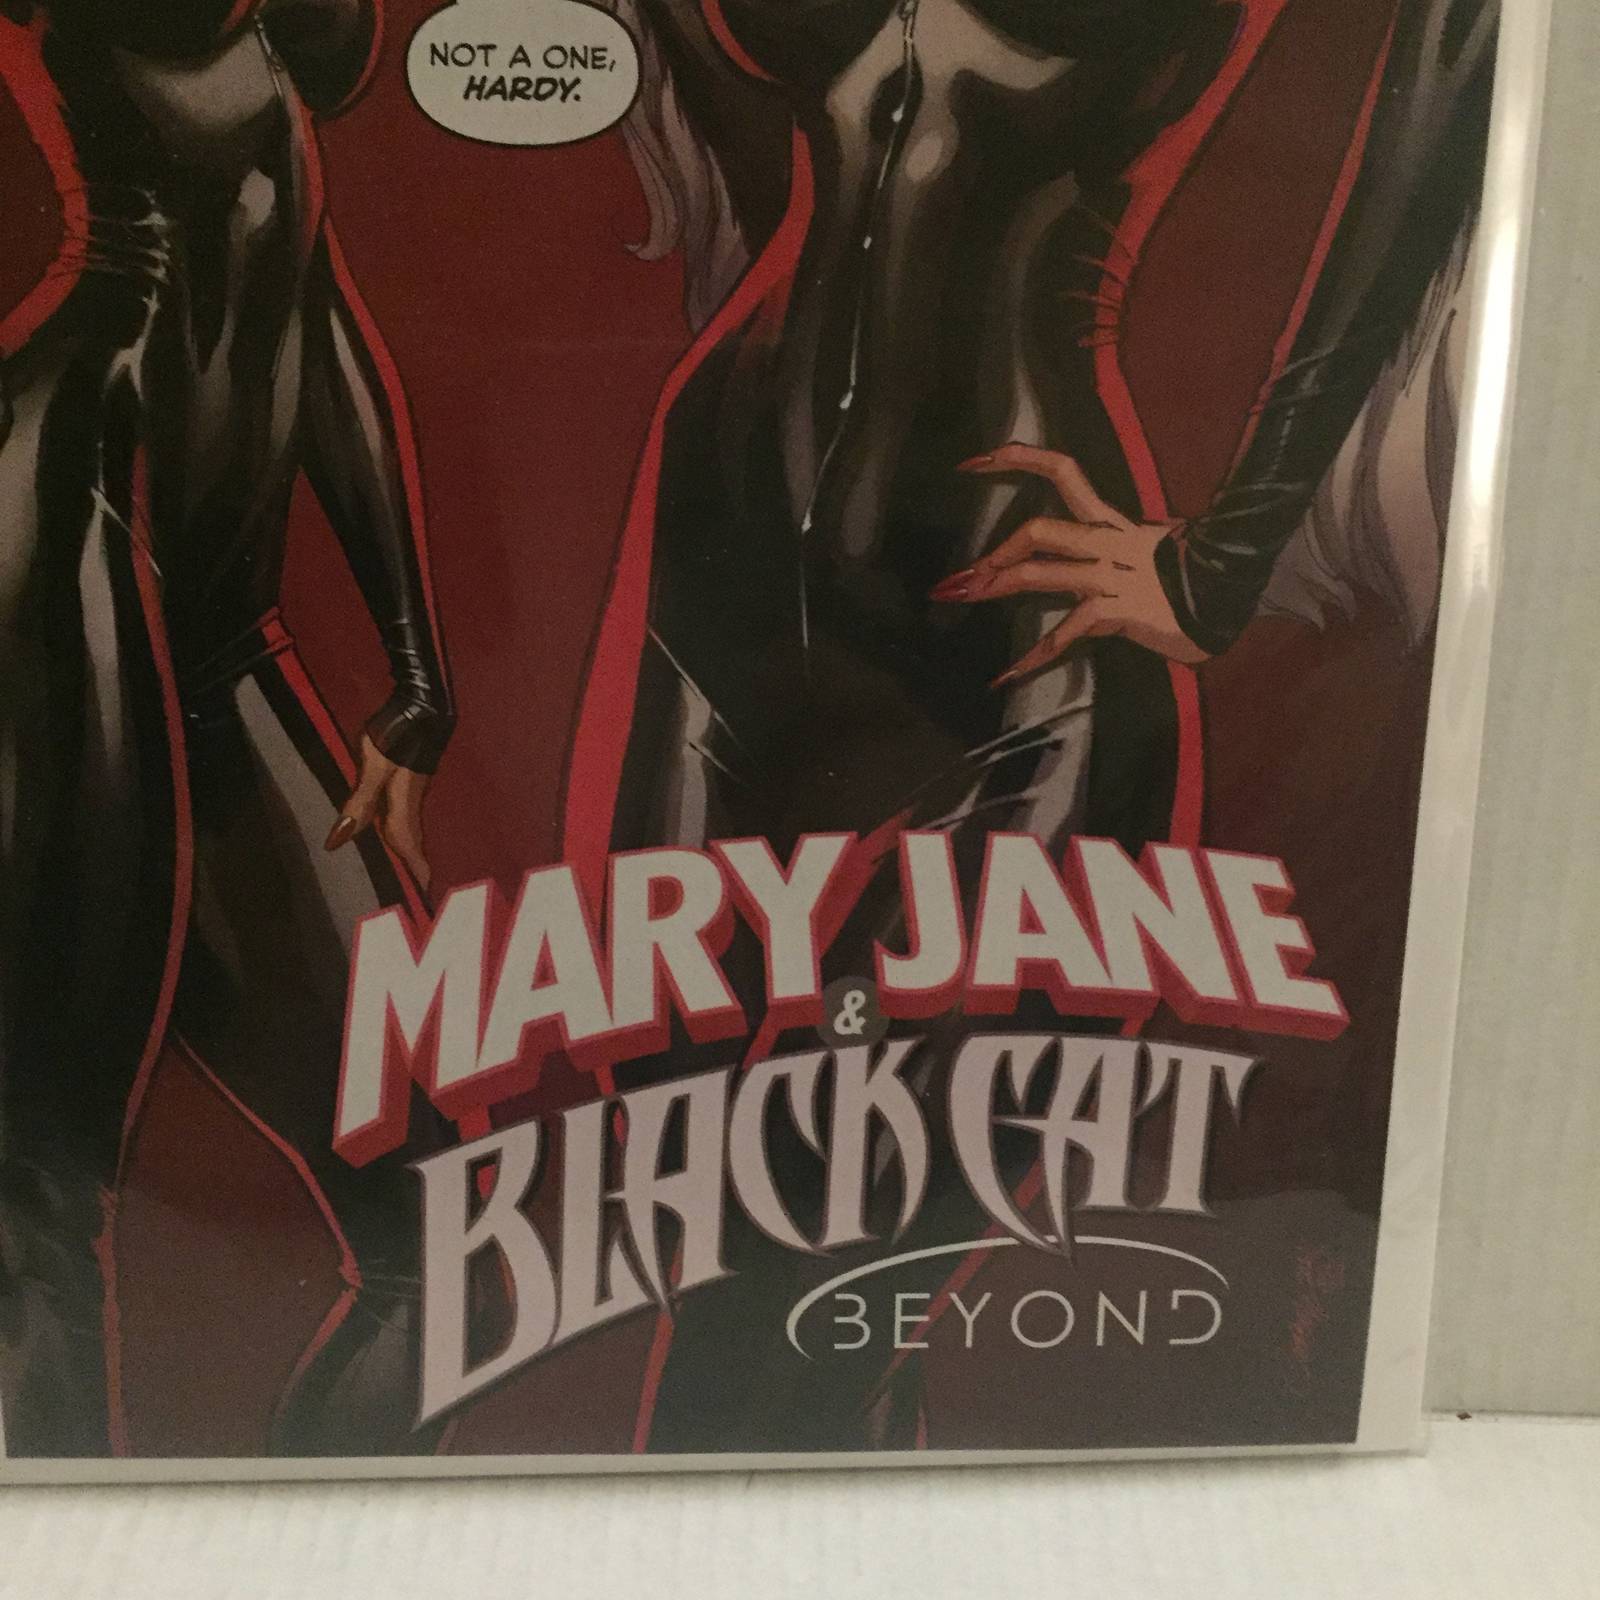 NOT A ONE,
HARDY.
MARY JANE
&
BLACK CAT
BEYOND